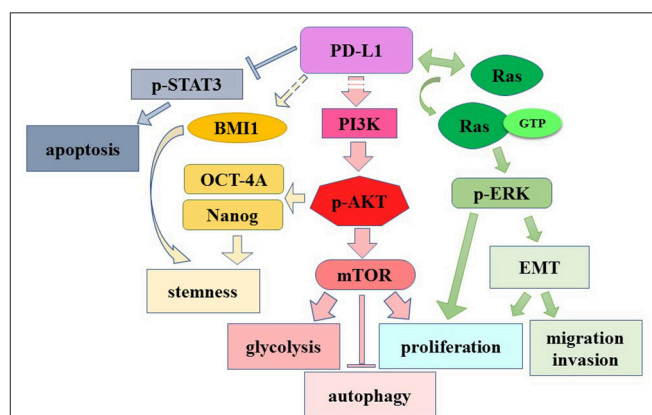 PD-L1
p-STAT3
Ras
BMI1
PI3K
Ras
GTP
apoptosis
OCT-4A
Nanog
p-AKT
p-ERK
mTOR
EMT
stemness
glycolysis
proliferation
migration
invasion
autophagy